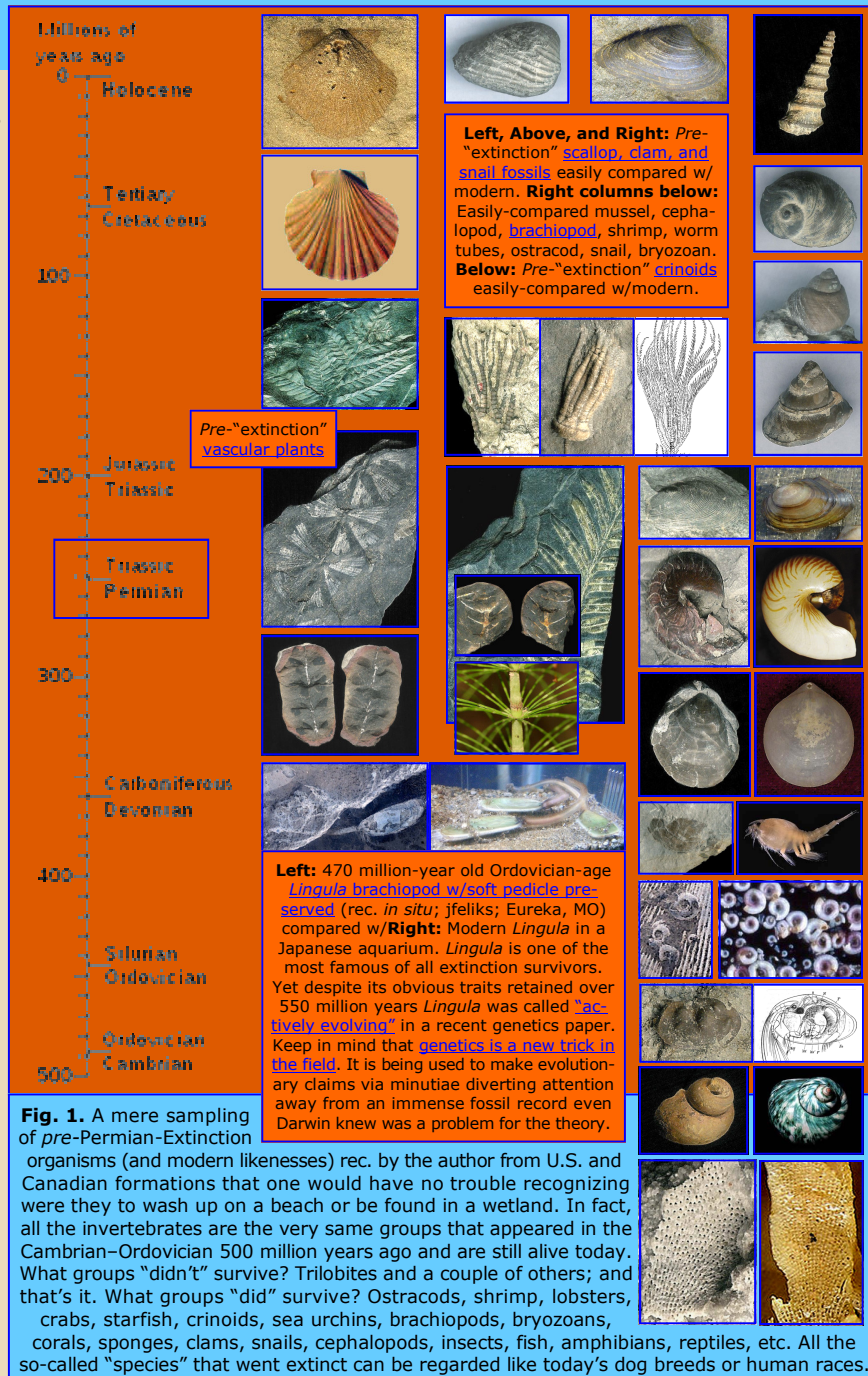 Millions of
years ago
0
Holocene
Tertiary
Cretaceous
100
Jurassic
Triassic
200
Triassic
Permian
300
Carboniferous
Devonian
400
Silurian
Ordovician
Ordovician
Cambrian
500
Left, Above, and Right: Pre-
“extinction” scallop, clam, and
snail fossils easily compared w/
modern. Right columns below:
Easily-compared mussel, cepha-
lopod, brachiopod, shrimp, worm
tubes, ostracod, snail, bryozoan.
Below: Pre-“extinction” crinoids
easily-compared w/modern.
Pre-“extinction”
vascular plants
Left: 470 million-year old Ordovician-age
Lingula brachiopod w/soft pedicle pre-
served (rec. in situ; jfeliks; Eureka, MO)
compared w/Right: Modern Lingula in a
Japanese aquarium. Lingula is one of the
most famous of all extinction survivors.
Yet despite its obvious traits retained over
550 million years Lingula was called “ac-
tively evolving” in a recent genetics paper.
Keep in mind that genetics is a new trick in
the field. It is being used to make evolution-
ary claims via minutiae diverting attention
away from an immense fossil record even
Darwin knew was a problem for the theory.
Fig. 1. A mere sampling
of pre-Permian-Extinction
organisms (and modern likenesses) rec. by the author from U.S. and
Canadian formations that one would have no trouble recognizing
were they to wash up on a beach or be found in a wetland. In fact,
all the invertebrates are the very same groups that appeared in the
Cambrian–Ordovician 500 million years ago and are still alive today.
What groups “didn’t” survive? Trilobites and a couple of others; and
that’s it. What groups “did” survive? Ostracods, shrimp, lobsters,
crabs, starfish, crinoids, sea urchins, brachiopods, bryozoans,
corals, sponges, clams, snails, cephalopods, insects, fish, amphibians, reptiles, etc. All the
so-called “species” that went extinct can be regarded like today’s dog breeds or human races.